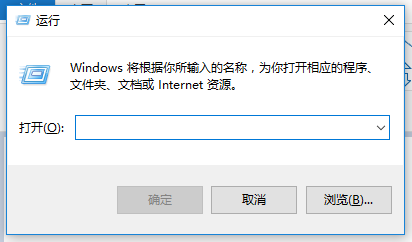 运行
Windows 将根据你所输入的名称，为你打开相应的程序、
文件夹、文档或 Internet 资源。
打开(O):
确定
取消
浏览(B)...